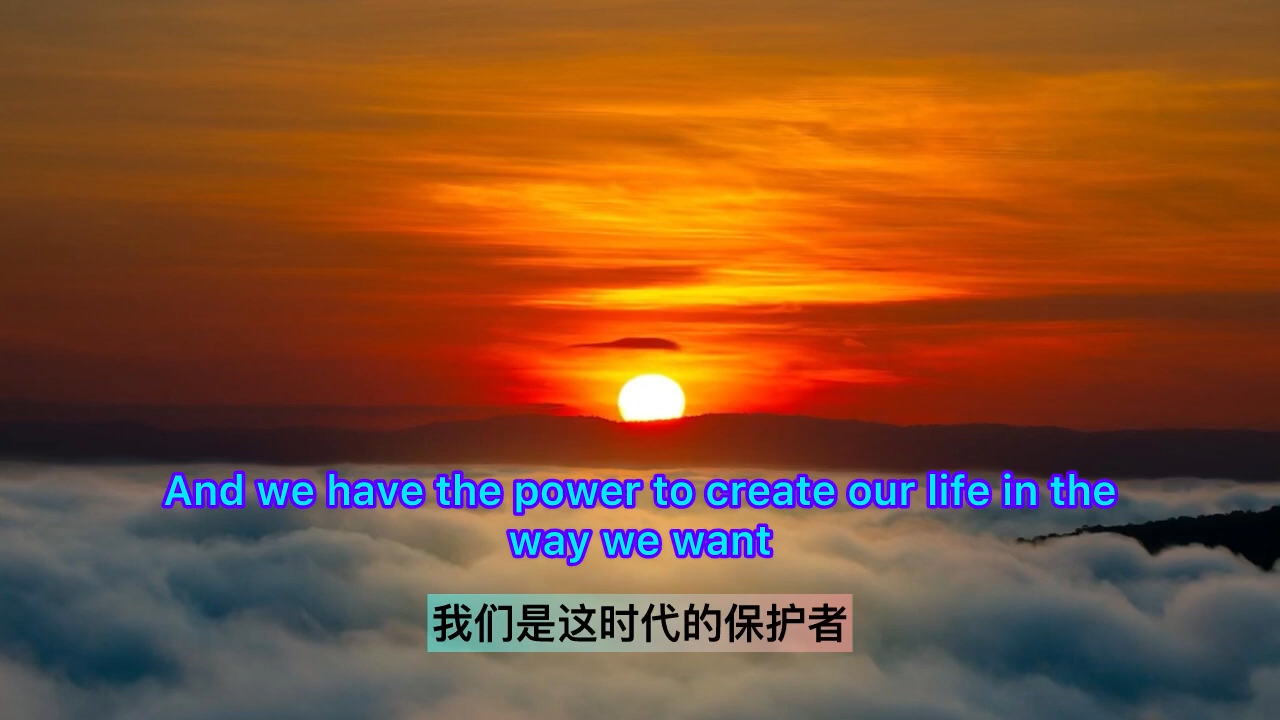 And we have the power to create our life in the
way we want
我们是这时代的保护者